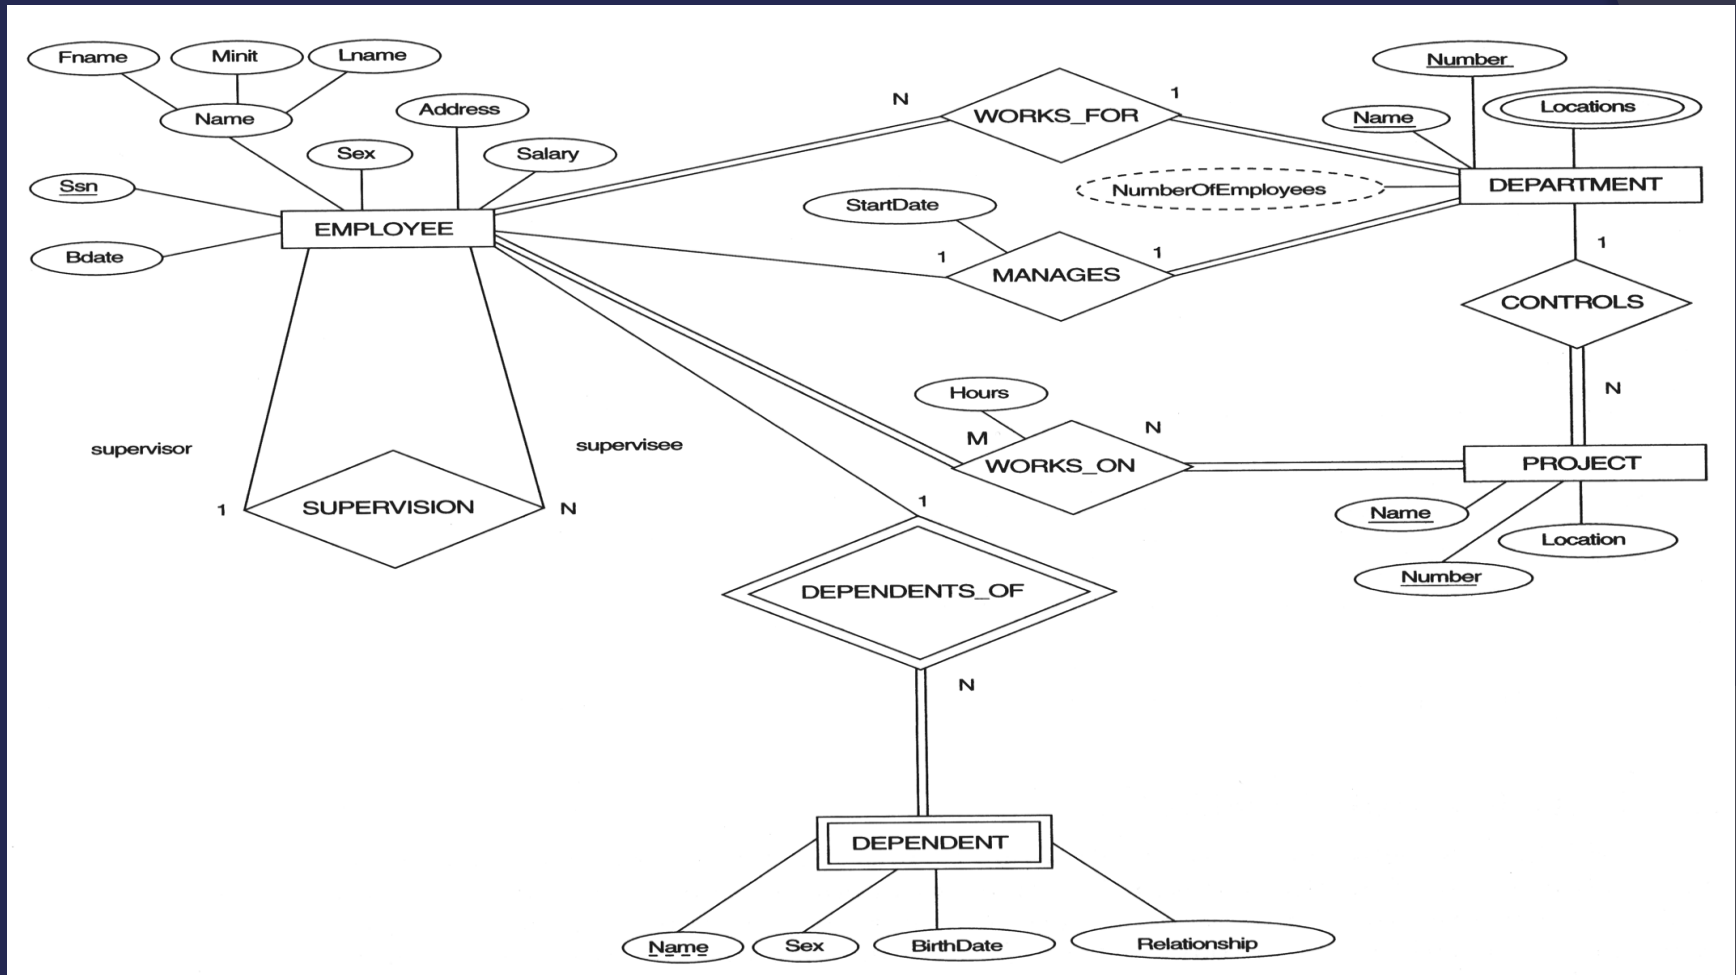 Fname
Minit
Lname
Name
Address
Sex
Salary
Ssn
Bdate
EMPLOYEE
N
WORKS_FOR
1
Number
Name
Locations
NumberOfEmployees
DEPARTMENT
StartDate
1
MANAGES
1
1
CONTROLS
N
supervisor
supervisee
1
SUPERVISION
N
Hours
M
WORKS_ON
N
PROJECT
Name
Location
Number
1
DEPENDENTS_OF
N
DEPENDENT
Name
Sex
BirthDate
Relationship